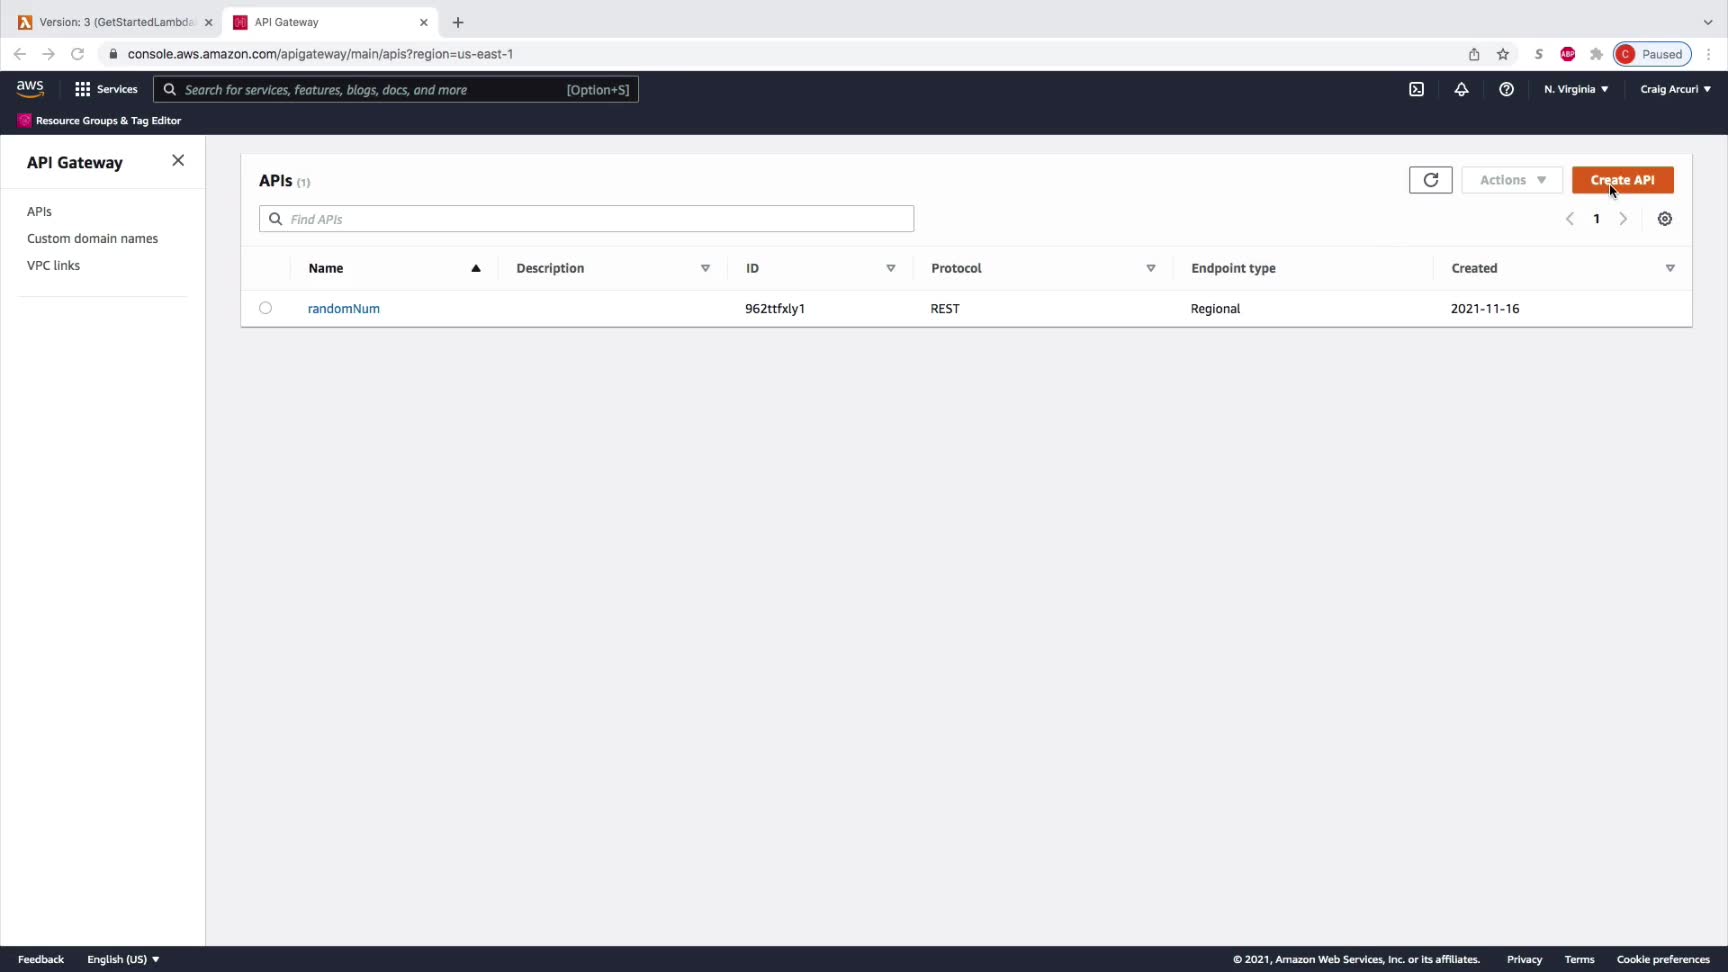 Version: 3 (GetStartedLambda
API Gateway
console.aws.amazon.com/apigateway/main/apis?region=us-east-1
S
ABP
C
Paused
aws
Services
Search for services, features, blogs, docs, and more
[Option+S]
N. Virginia
Craig Arcuri
Resource Groups & Tag Editor
API Gateway
APIs
Custom domain names
VPC links
APIs (1)
Actions
Create API
Find APIs
1
Name
Description
ID
Protocol
Endpoint type
Created
randomNum
962ttfxly1
REST
Regional
2021-11-16
Feedback
English (US)
© 2021, Amazon Web Services, Inc. or its affiliates.
Privacy
Terms
Cookie preferences